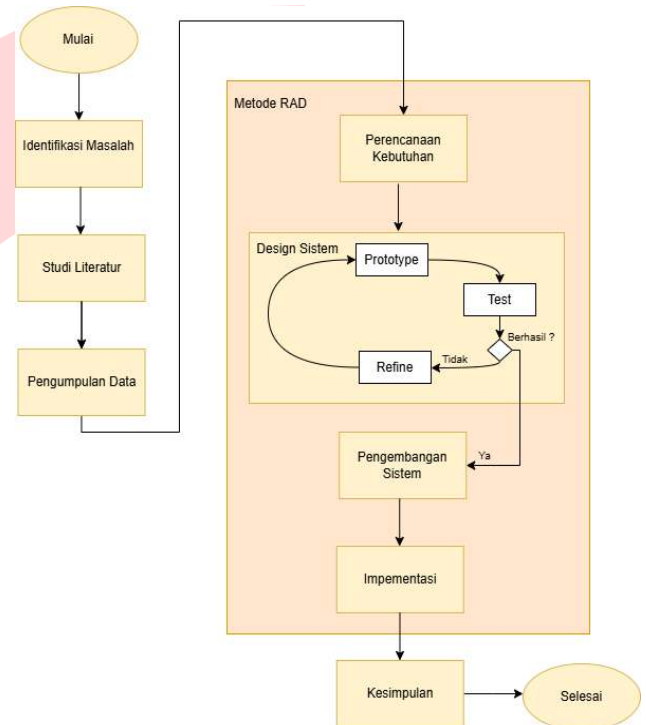 Mulai
Identifikasi Masalah
Studi Literatur
Pengumpulan Data
Metode RAD
Perencanaan
Kebutuhan
Design Sistem
Prototype
Test
Berhasil ?
Tidak
Refine
Ya
Pengembangan
Sistem
Impementasi
Kesimpulan
Selesai